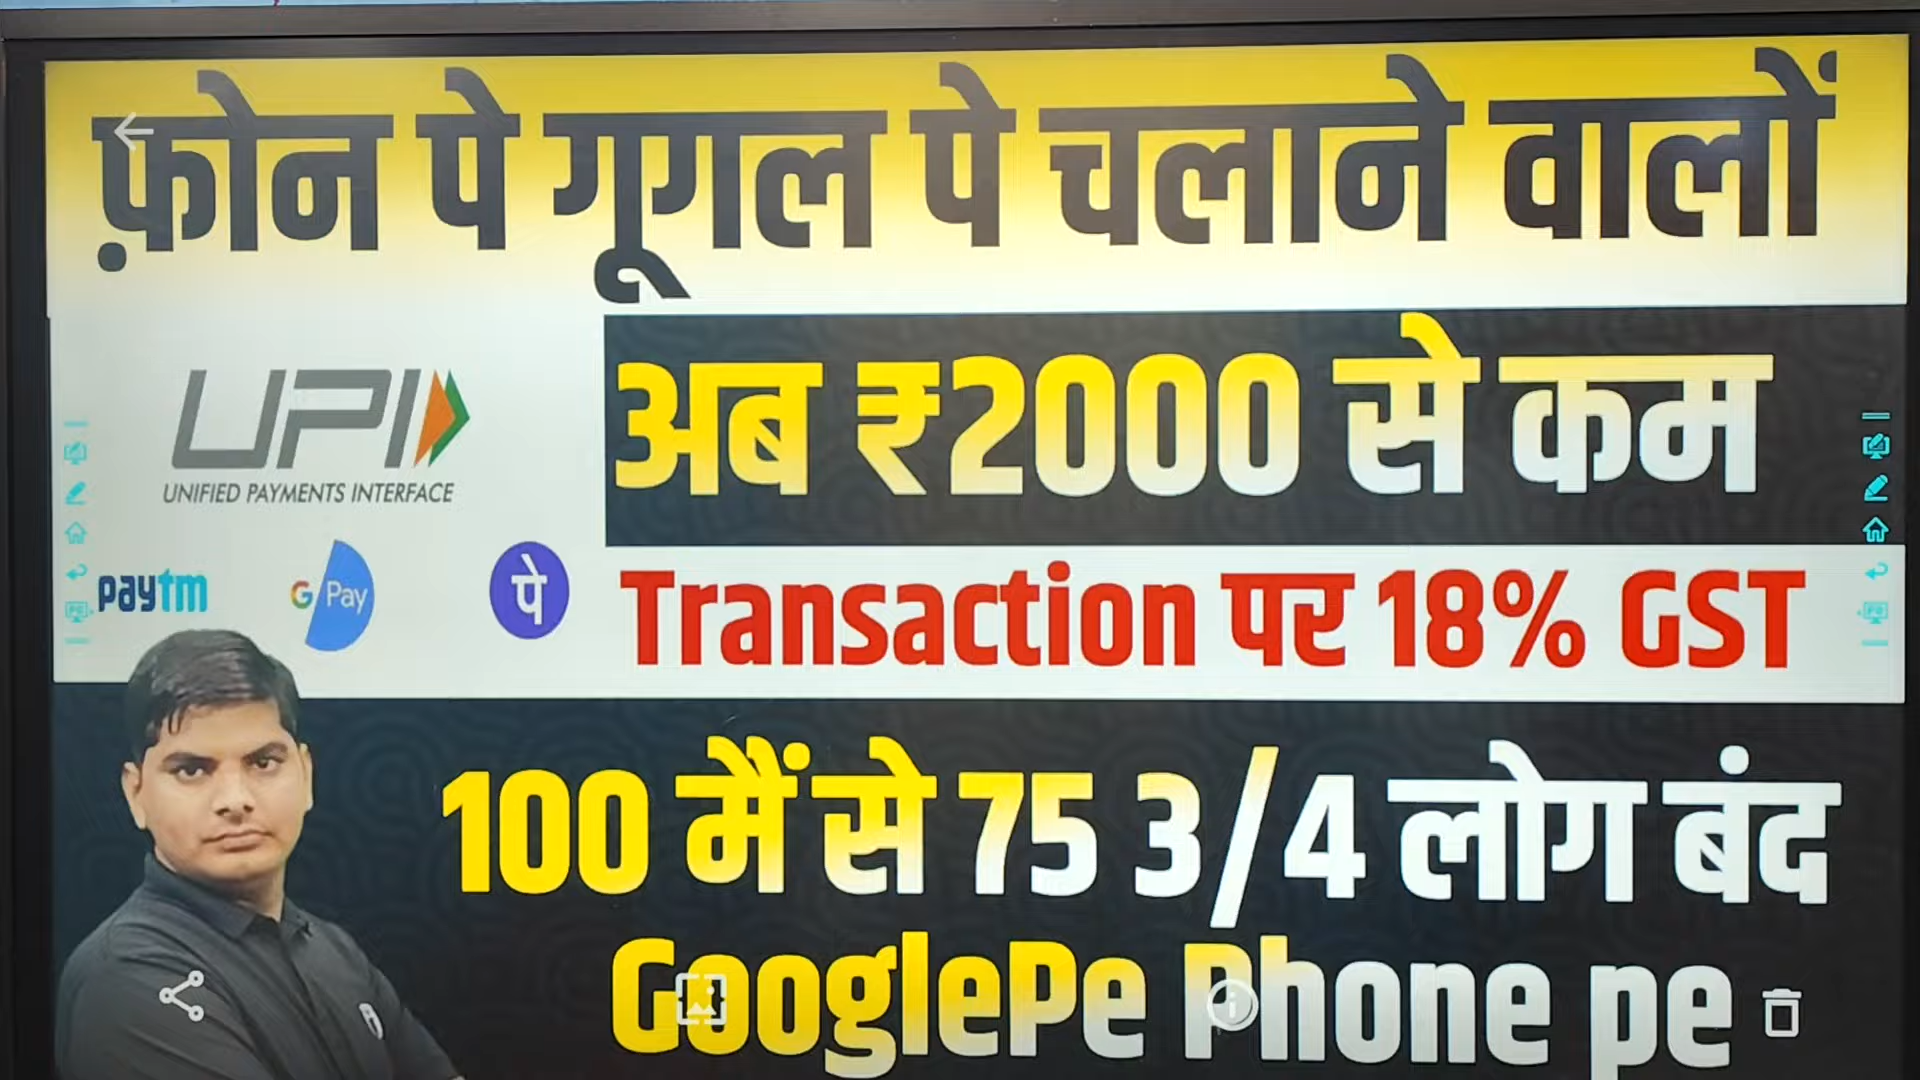 फ़ोन पे गूगल पे चलाने वालों
UPI
UNIFIED PAYMENTS INTERFACE
अब ₹2000 से कम
paytm
G Pay
पे
Transaction पर 18% GST
100 मैं से 75 3/4 लोग बंद
GooglePe Phone pe